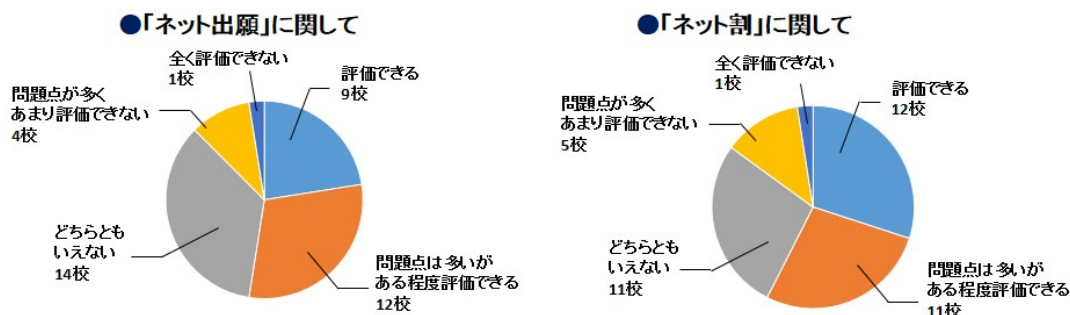 ●「ネット出願」に関して
全く評価できない
1校
評価できる
9校
問題点が多く
あまり評価できない
4校
どちらとも
いえない
14校
問題点は多いが
ある程度評価できる
12校
●「ネット割」に関して
全く評価できない
1校
評価できる
12校
問題点が多く
あまり評価できない
5校
どちらとも
いえない
11校
問題点は多いが
ある程度評価できる
11校